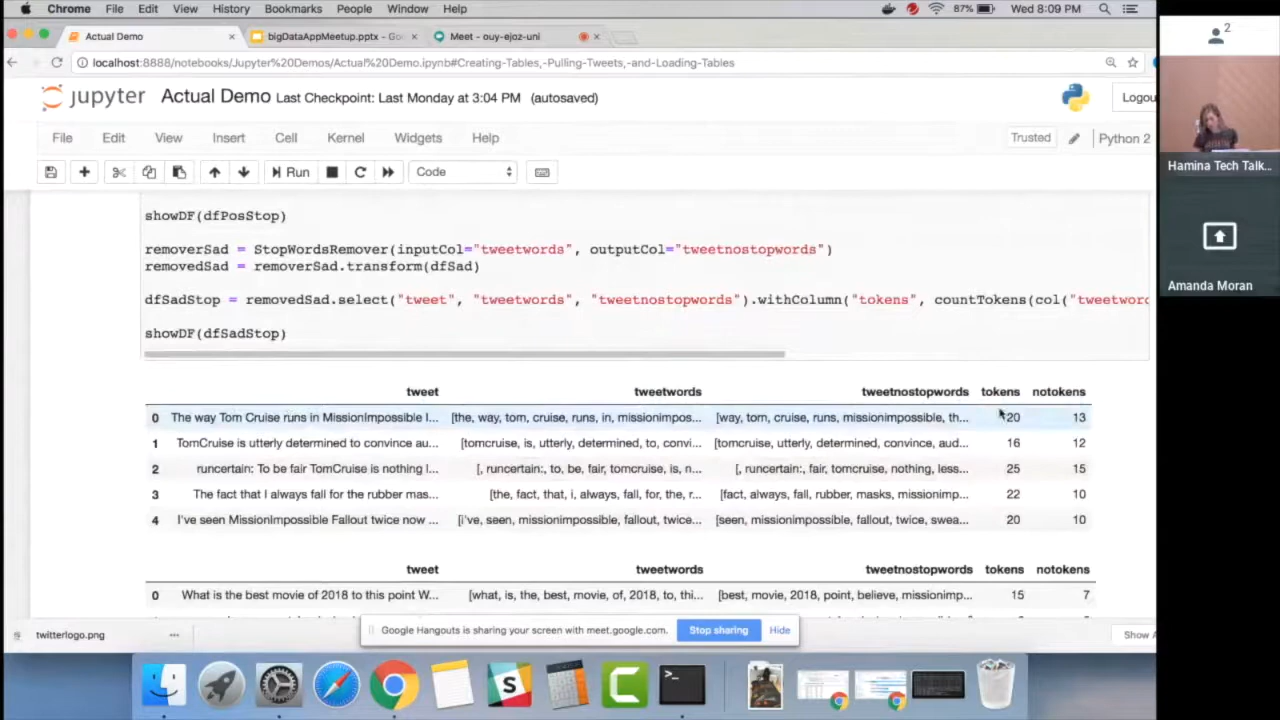 Chrome File Edit View History Bookmarks People Window Help 87% Wed 8:09 PM
Actual Demo bigDataAppMeetup.pptx - Go Meet - ouy-ejoz-uni
localhost:8888/notebooks/Jupyter%20Demos/Actual%20Demo.ipynb#Creating-Tables,-Pulling-Tweets,-and-Loading-Tables
2
jupyter Actual Demo Last Checkpoint: Last Monday at 3:04 PM (autosaved) Logou
File Edit View Insert Cell Kernel Widgets Help Trusted Python 2
Run Code
Hamina Tech Talk...
Amanda Moran
showDF(dfPosStop)
removerSad = StopWordsRemover(inputCol="tweetwords", outputCol="tweetnostopwords")
removedSad = removerSad.transform(dfSad)
dfSadStop = removedSad.select("tweet", "tweetwords", "tweetnostopwords").withColumn("tokens", countTokens(col("tweetword
showDF(dfSadStop)
tweet tweetwords tweetnostopwords tokens notokens
0 The way Tom Cruise runs in MissionImpossible I... [the, way, tom, cruise, runs, in, missionimpos... [way, tom, cruise, runs, missionimpossible, th... 20 13
1 TomCruise is utterly determined to convince au... [tomcruise, is, utterly, determined, to, convi... [tomcruise, utterly, determined, convince, aud... 16 12
2 runcertain: To be fair TomCruise is nothing l... [, runcertain:, to, be, fair, tomcruise, is, n... [, runcertain:, fair, tomcruise, nothing, less... 25 15
3 The fact that I always fall for the rubber mas... [the, fact, that, i, always, fall, for, the, r... [fact, always, fall, rubber, masks, missionimp... 22 10
4 I've seen MissionImpossible Fallout twice now ... [i've, seen, missionimpossible, fallout, twice... [seen, missionimpossible, fallout, twice, swea... 20 10
tweet tweetwords tweetnostopwords tokens notokens
0 What is the best movie of 2018 to this point W... [what, is, the, best, movie, of, 2018, to, thi... [best, movie, 2018, point, believe, missionimp... 15 7
Google Hangouts is sharing your screen with meet.google.com. Stop sharing Hide
twitterlogo.png Show A